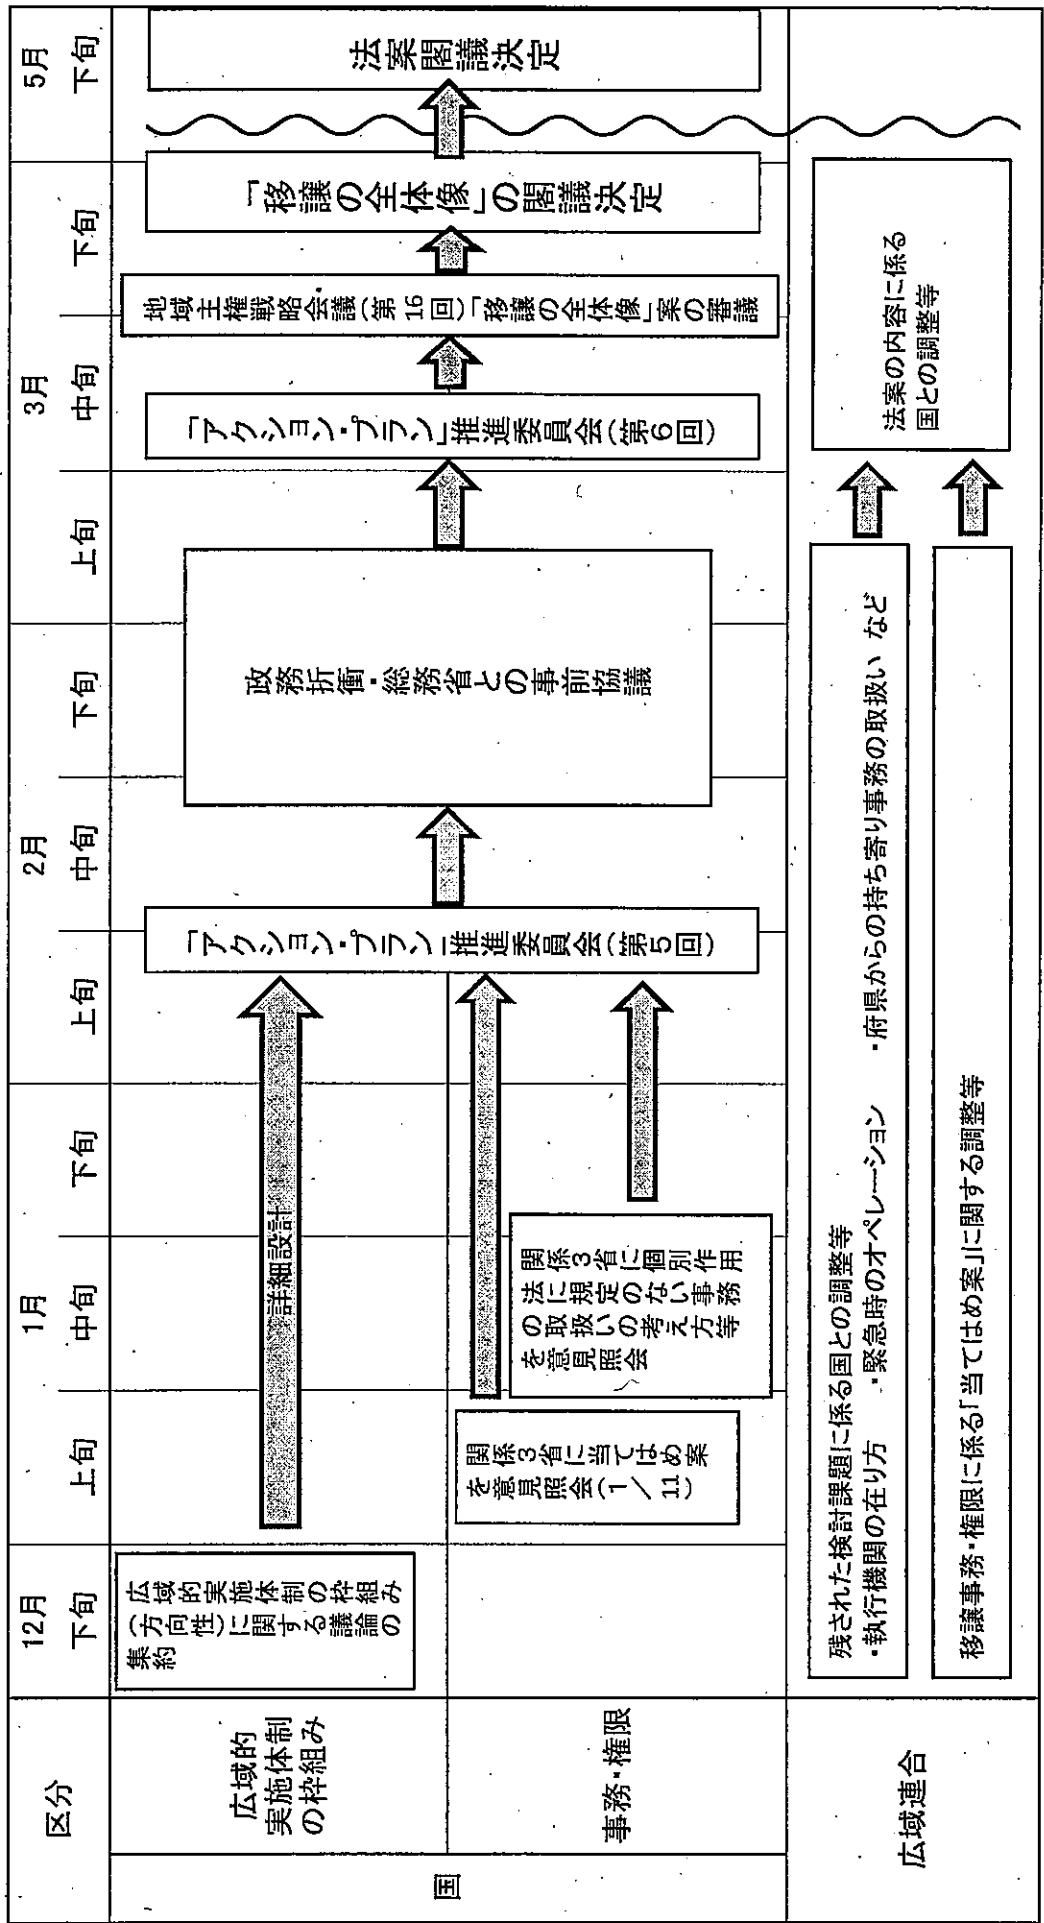 区分
12月
1月
2月
3月
5月
下旬
上旬
中旬
下旬
上旬
中旬
下旬
上旬
中旬
下旬
下旬
国
広域的
実施体制
の枠組み
広域的実施体制の枠組み
(方向性)に関する議論の
集約
詳細設計
「アクション・プラン」推進委員会(第5回)
政務折衝・総務省との事前協議
「アクション・プラン」推進委員会(第6回)
地域主権戦略会議(第16回)「移譲の全体像」案の審議
「移譲の全体像」の閣議決定
法案閣議決定
事務・権限
関係3省に当てはめ案
を意見照会(1/11)
関係3省に個別作用
法に規定のない事務
の取扱いの考え方等
を意見照会
広域連合
残された検討課題に係る国との調整等
・執行機関の在り方 ・緊急時のオペレーション ・府県からの持ち寄り事務の取扱い など
移譲事務・権限に係る「当てはめ案」に関する調整等
法案の内容に係る
国との調整等